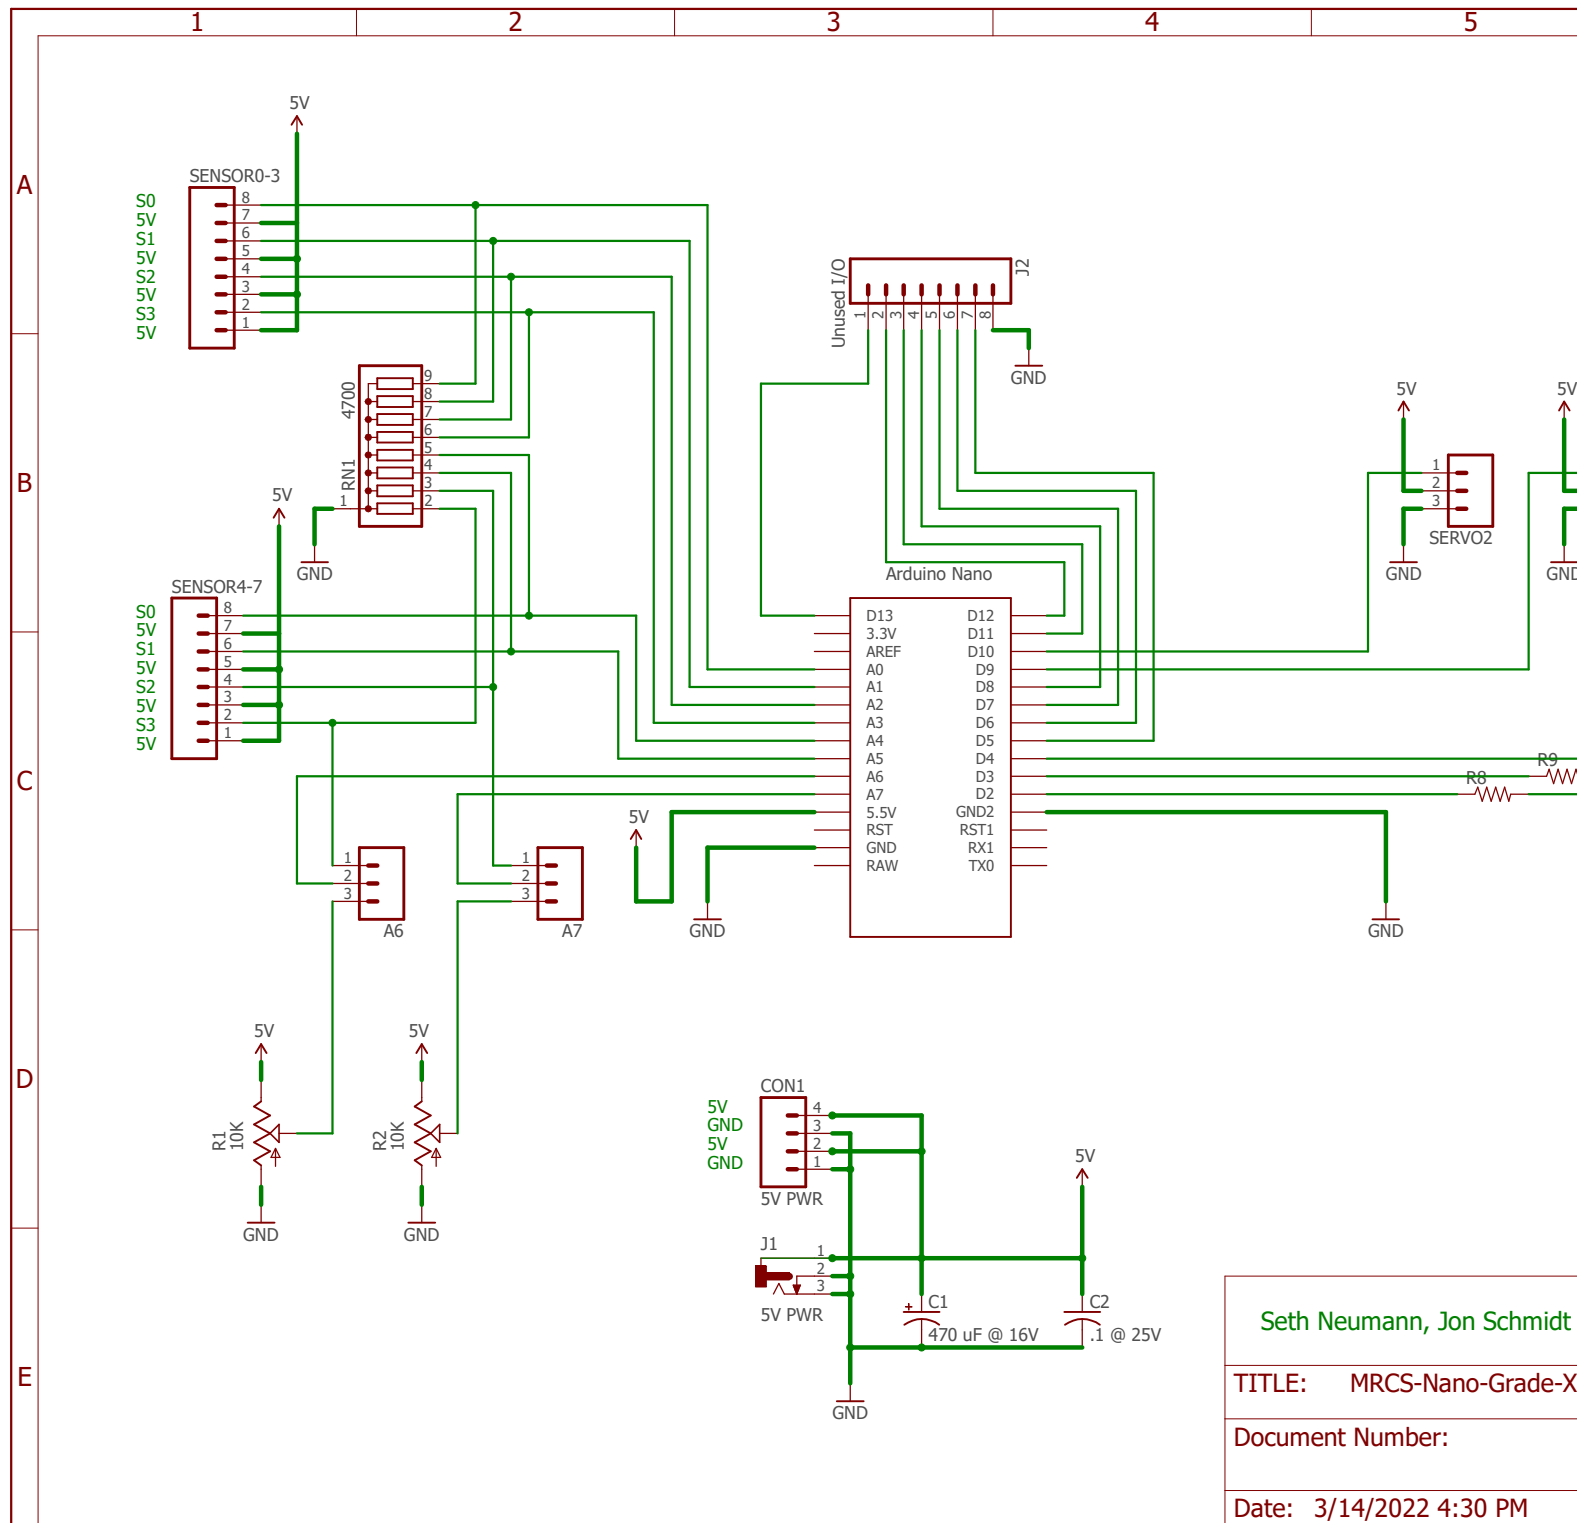 1 2 3 4 5
A
B
C
D
E
5V
SENSOR0-3
S0 8
5V 7
S1 6
5V 5
S2 4
5V 3
S3 2
5V 1
4700
RN1
9
8
7
6
5
4
3
2
1
GND
5V
SENSOR4-7
S0 8
5V 7
S1 6
5V 5
S2 4
5V 3
S3 2
5V 1
Unused I/O
J2
1 2 3 4 5 6 7 8
GND
5V
1
2
3
SERVO2
GND
5V
GND
Arduino Nano
D13 D12
3.3V D11
AREF D10
A0 D9
A1 D8
A2 D7
A3 D6
A4 D5
A5 D4
A6 D3
A7 D2
5.5V GND2
RST RST1
GND RX1
RAW TX0
R9
R8
5V
GND
GND
1
2
3
A6
1
2
3
A7
5V
R1
10K
GND
5V
R2
10K
GND
CON1
5V 4
GND 3
5V 2
GND 1
5V PWR
J1
1
2
3
5V PWR
5V
+ C1
470 uF @ 16V
C2
.1 @ 25V
GND
Seth Neumann, Jon Schmidt
TITLE: MRCS-Nano-Grade-X
Document Number:
Date: 3/14/2022 4:30 PM